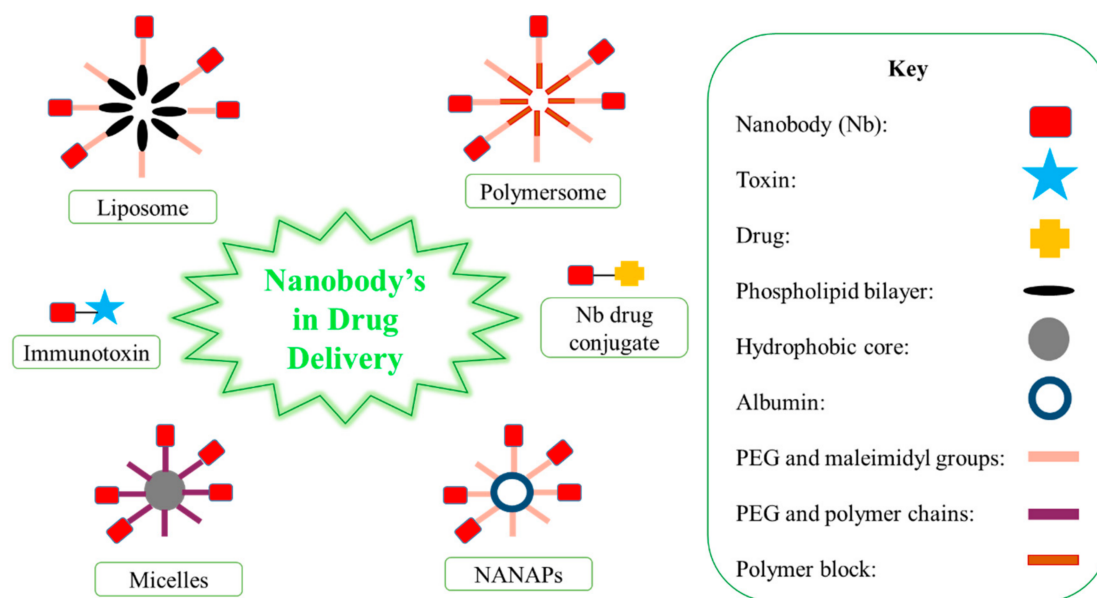 Liposome
Polymersome
Nanobody's
in Drug
Delivery
Immunotoxin
Nb drug
conjugate
Micelles
NANAPs
Key
Nanobody (Nb):
Toxin:
Drug:
Phospholipid bilayer:
Hydrophobic core:
Albumin:
PEG and maleimidyl groups:
PEG and polymer chains:
Polymer block: